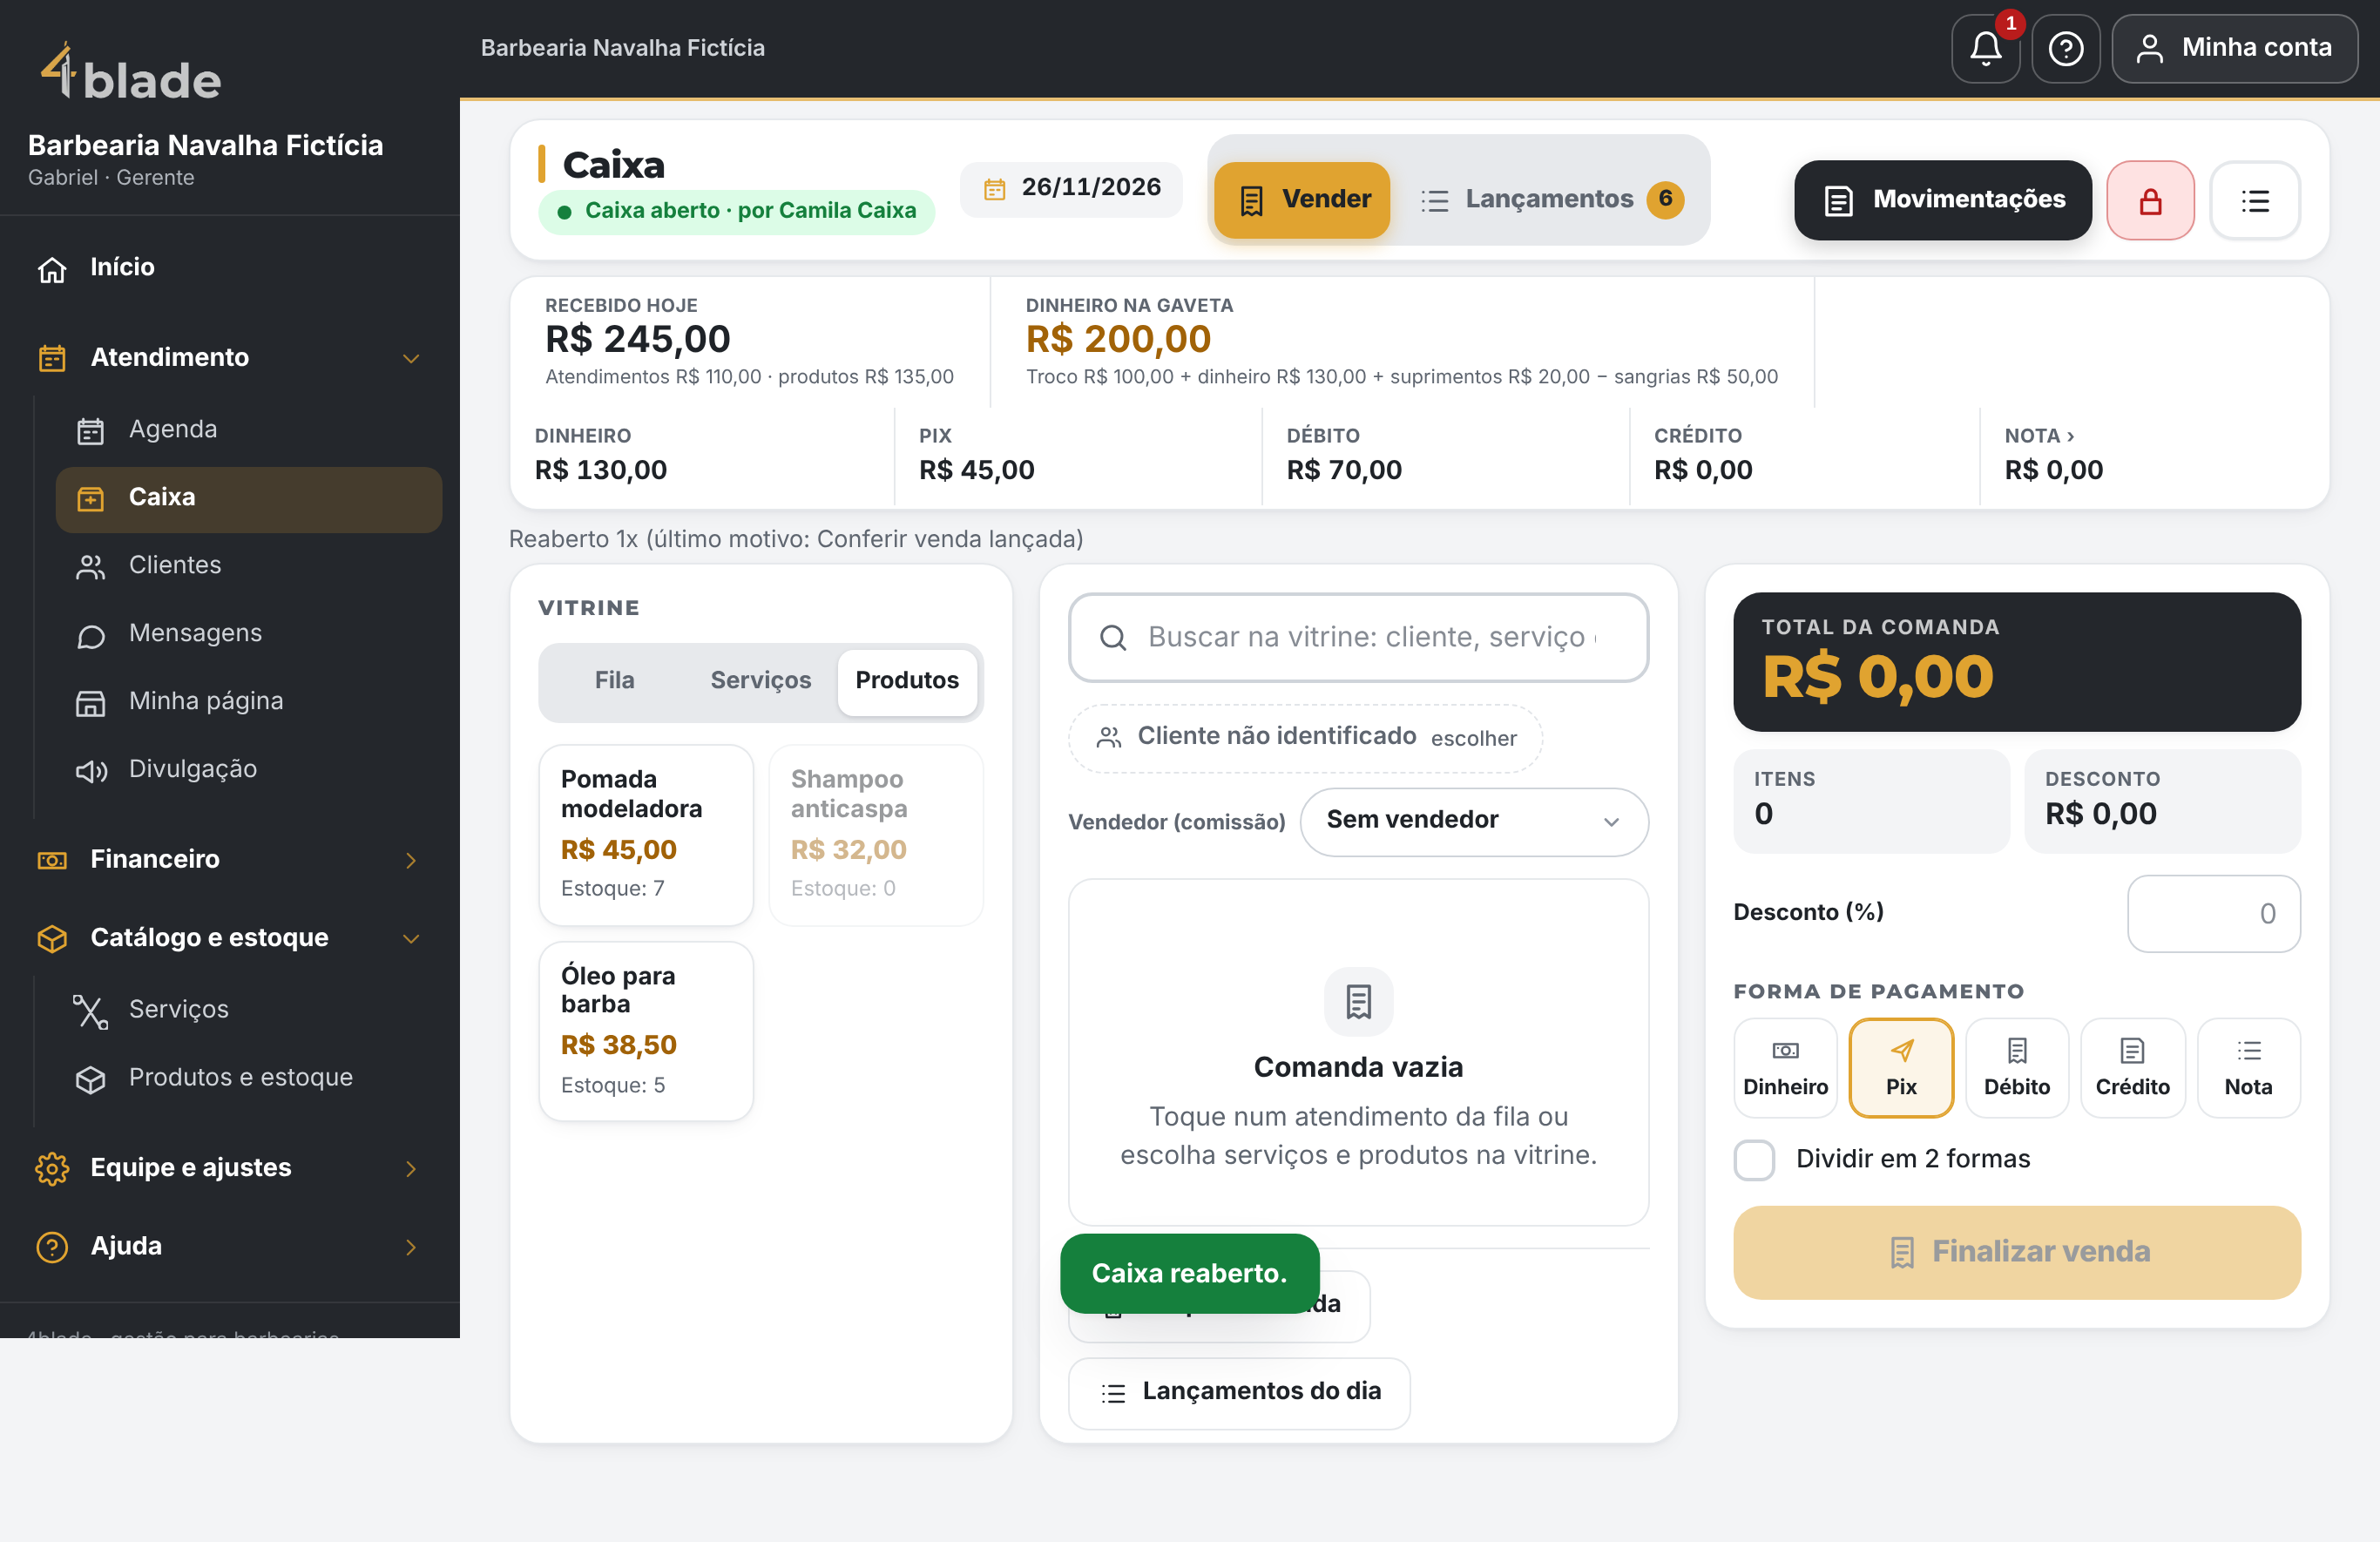 4blade
Barbearia Navalha Fictícia
Gabriel · Gerente
Início
Atendimento
Agenda
Caixa
Clientes
Mensagens
Minha página
Divulgação
Financeiro
Catálogo e estoque
Serviços
Produtos e estoque
Equipe e ajustes
Ajuda
Barbearia Navalha Fictícia
1
Minha conta
Caixa
Caixa aberto · por Camila Caixa
26/11/2026
Vender
Lançamentos 6
Movimentações
RECEBIDO HOJE
R$ 245,00
Atendimentos R$ 110,00 · produtos R$ 135,00
DINHEIRO NA GAVETA
R$ 200,00
Troco R$ 100,00 + dinheiro R$ 130,00 + suprimentos R$ 20,00 − sangrias R$ 50,00
DINHEIRO
R$ 130,00
PIX
R$ 45,00
DÉBITO
R$ 70,00
CRÉDITO
R$ 0,00
NOTA ›
R$ 0,00
Reaberto 1x (último motivo: Conferir venda lançada)
VITRINE
Fila
Serviços
Produtos
Pomada
modeladora
R$ 45,00
Estoque: 7
Shampoo
anticaspa
R$ 32,00
Estoque: 0
Óleo para
barba
R$ 38,50
Estoque: 5
Buscar na vitrine: cliente, serviço
Cliente não identificado escolher
Vendedor (comissão)
Sem vendedor
Comanda vazia
Toque num atendimento da fila ou
escolha serviços e produtos na vitrine.
Caixa reaberto.
Lançamentos do dia
TOTAL DA COMANDA
R$ 0,00
ITENS
0
DESCONTO
R$ 0,00
Desconto (%)
0
FORMA DE PAGAMENTO
Dinheiro
Pix
Débito
Crédito
Nota
Dividir em 2 formas
Finalizar venda